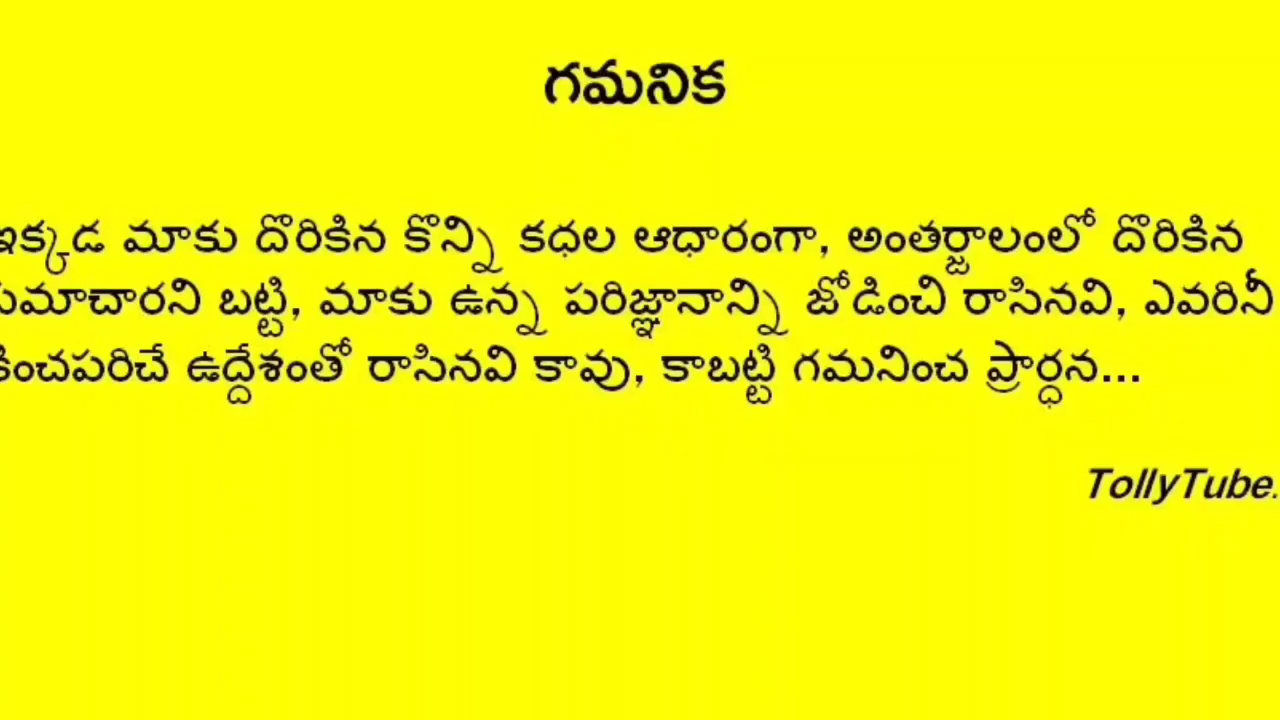 గమనిక
ఇక్కడ మాకు దొరికిన కొన్ని కధల ఆధారంగా, అంతర్జాలంలో దొరికిన
సమాచారని బట్టి, మాకు ఉన్న పరిజ్ఞానాన్ని జోడించి రాసినవి, ఎవరినీ
కించపరిచే ఉద్దేశంతో రాసినవి కావు, కాబట్టి గమనించ ప్రార్ధన...
TollyTube.